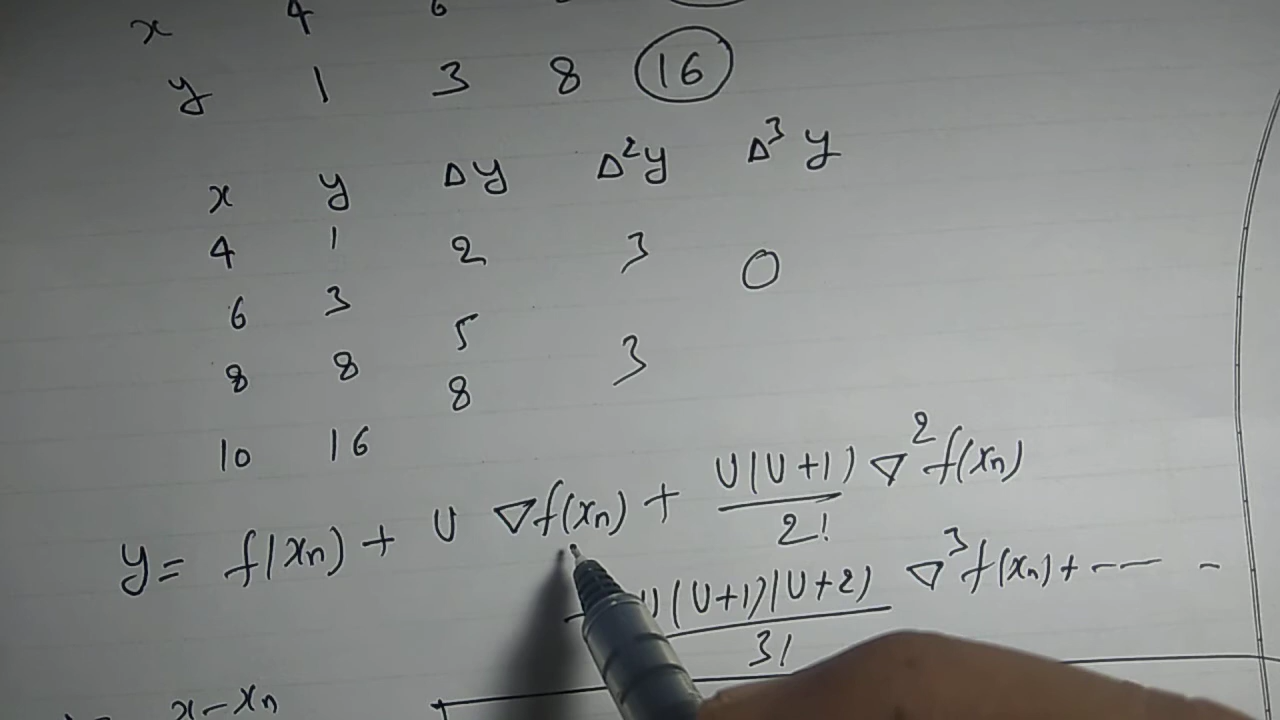 x 4 6
y 1 3 8 16
x y Δy Δ²y Δ³y
4 1 2 3 0
6 3 5 3
8 8 8
10 16
y = f(xn) + U ∇f(xn) + U(U+1)/2! ∇²f(xn)
U(U+1)(U+2)/3! ∇³f(xn) + -----
x-xn